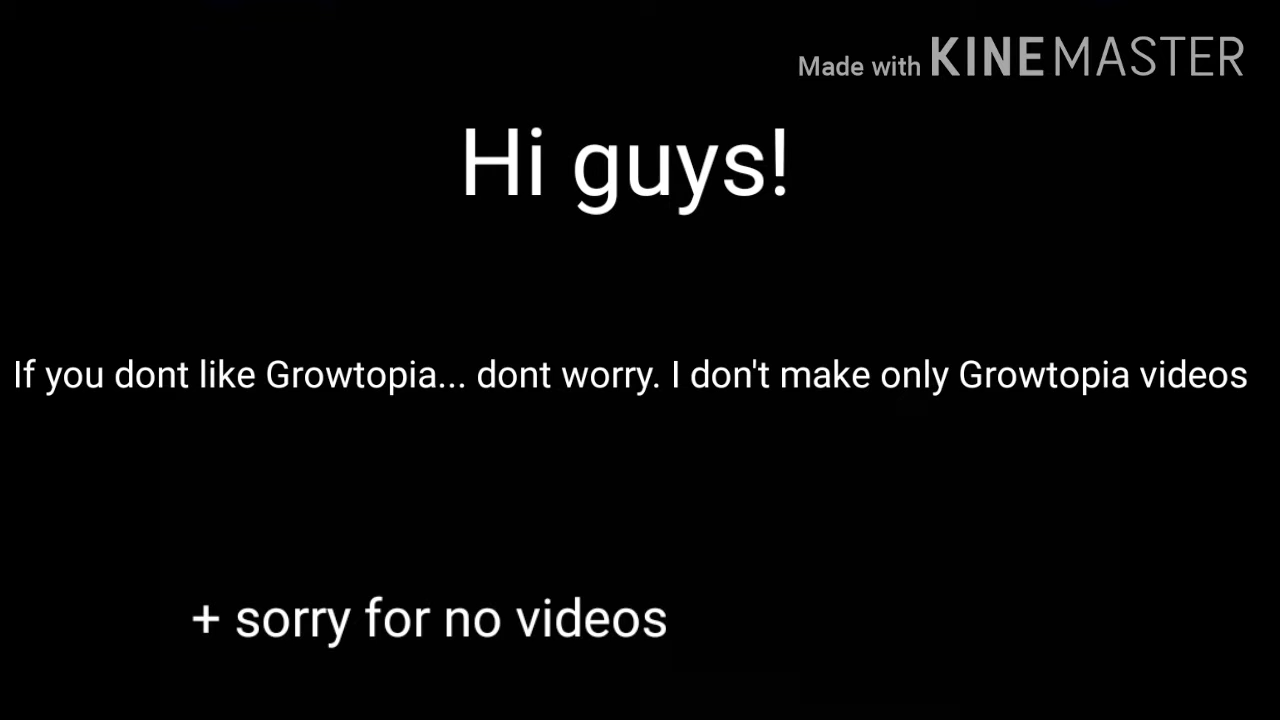 Made with KINEMASTER
Hi guys!
If you dont like Growtopia... dont worry. I don't make only Growtopia videos
+ sorry for no videos